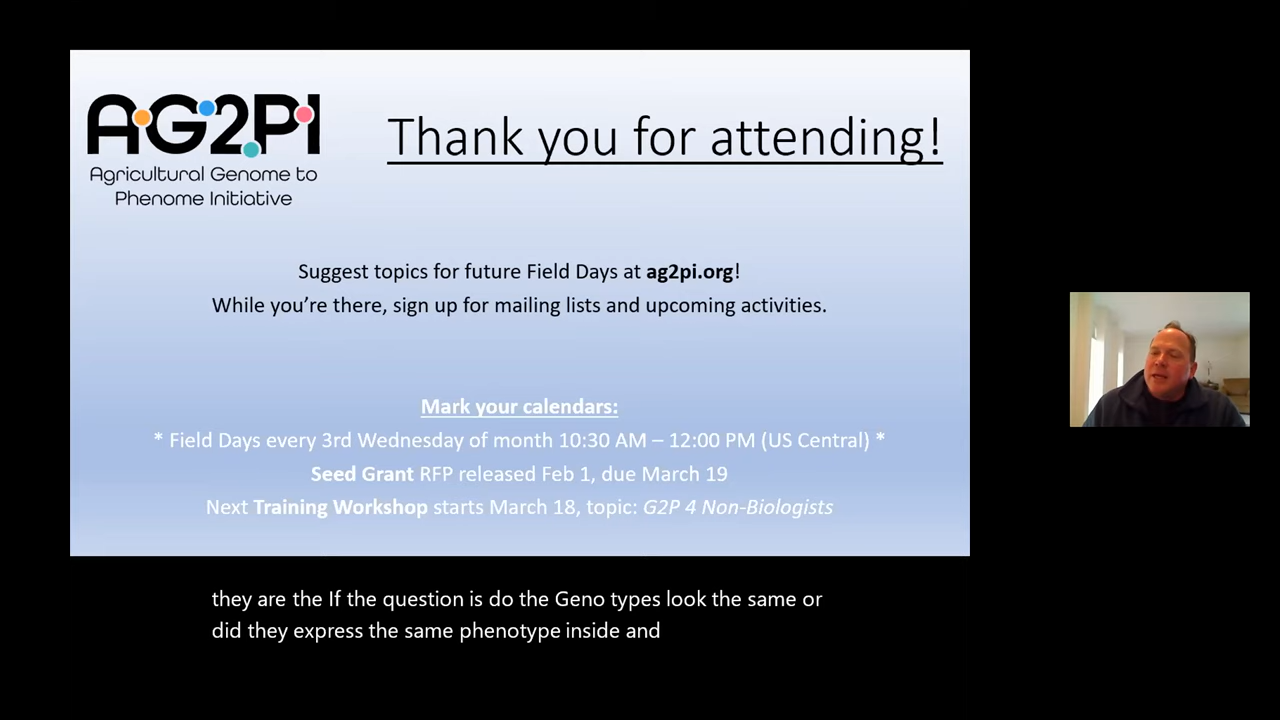 AG2PI
Agricultural Genome to
Phenome Initiative
Thank you for attending!
Suggest topics for future Field Days at ag2pi.org!
While you’re there, sign up for mailing lists and upcoming activities.
Mark your calendars:
* Field Days every 3rd Wednesday of month 10:30 AM – 12:00 PM (US Central) *
Seed Grant RFP released Feb 1, due March 19
Next Training Workshop starts March 18, topic: G2P 4 Non-Biologists
they are the If the question is do the Geno types look the same or
did they express the same phenotype inside and